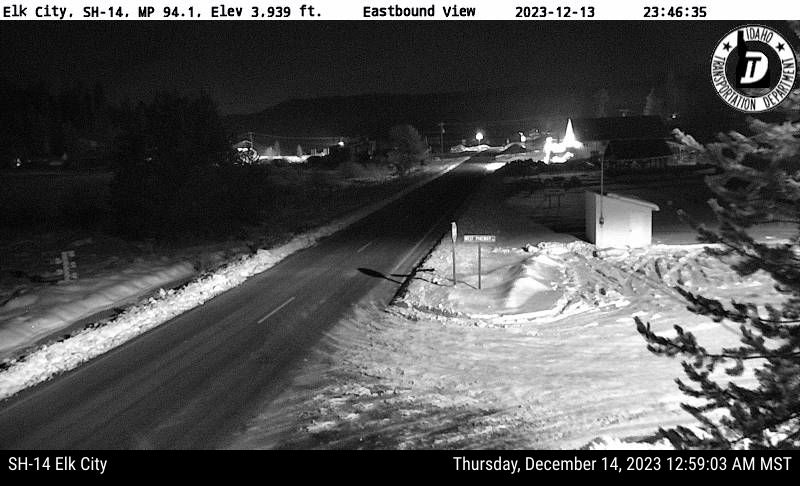 Elk City, SH-14, MP 94.1, Elev 3,939 ft. Eastbound View 2023-12-13 23:46:35
IDAHO
TRANSPORTATION DEPARTMENT
SH-14 Elk City Thursday, December 14, 2023 12:59:03 AM MST